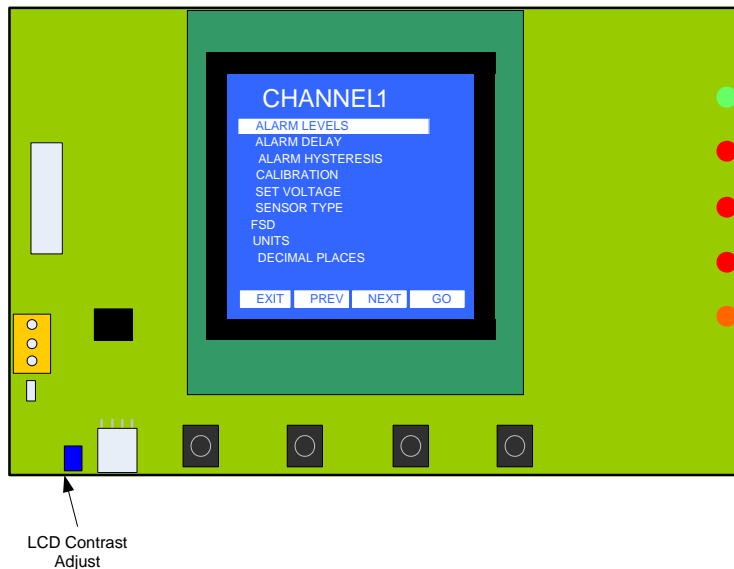 CHANNEL1
ALARM LEVELS
ALARM DELAY
ALARM HYSTERESIS
CALIBRATION
SET VOLTAGE
SENSOR TYPE
FSD
UNITS
DECIMAL PLACES
EXIT PREV NEXT GO
LCD Contrast
Adjust